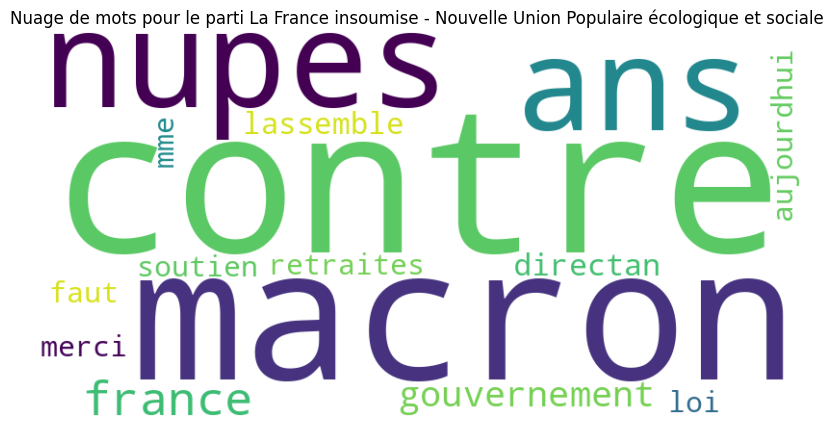 Nuage de mots pour le parti La France insoumise - Nouvelle Union Populaire écologique et sociale
nupes
ans
mme
lassemble
aujourdhui
contre
soutien
retraites
directan
faut
macron
merci
france
gouvernement
loi